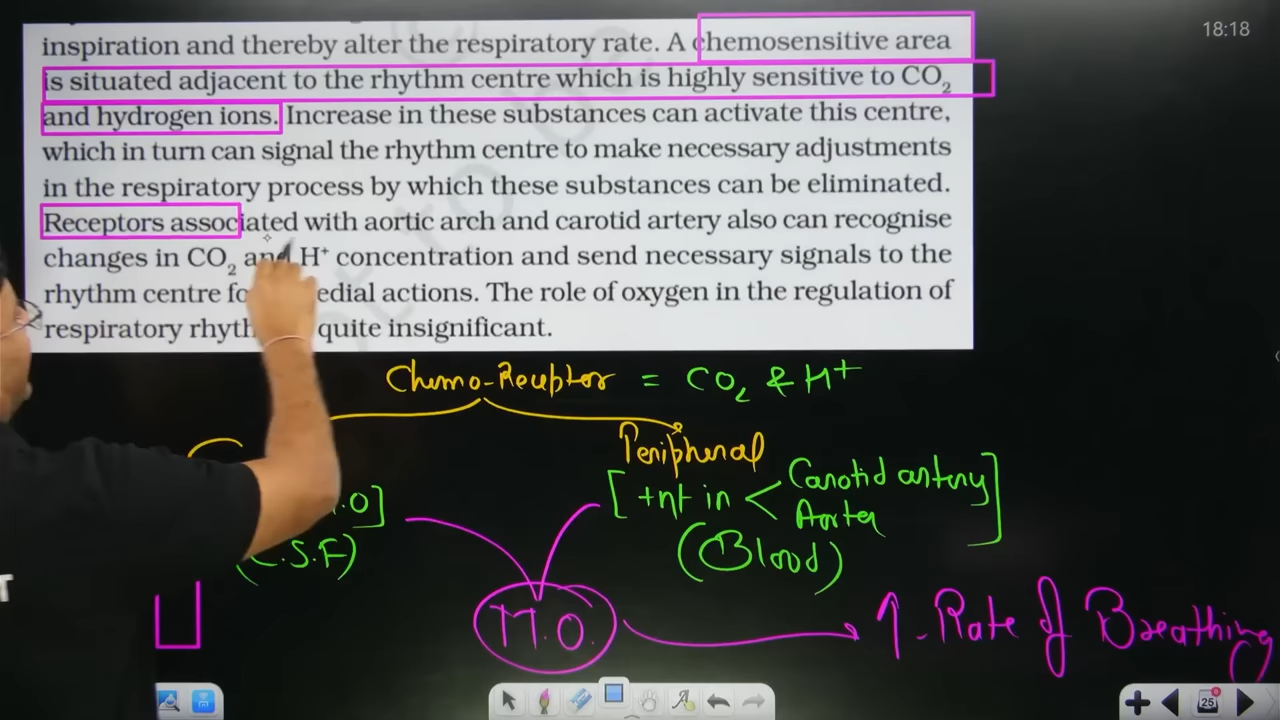 18:18
inspiration and thereby alter the respiratory rate. A chemosensitive area
is situated adjacent to the rhythm centre which is highly sensitive to CO2
and hydrogen ions. Increase in these substances can activate this centre,
which in turn can signal the rhythm centre to make necessary adjustments
in the respiratory process by which these substances can be eliminated.
Receptors associated with aortic arch and carotid artery also can recognise
changes in CO2 and H+ concentration and send necessary signals to the
rhythm centre
actions. The role of oxygen in the regulation of
respiratory
quite insignificant.
Chemo-Receptor = CO2 & H+
Peripheral
[+nt in < Carotid artery
Aorta]
(Blood)
.O]
C.S.F)
M.O.
↑ Rate of Breathing
25